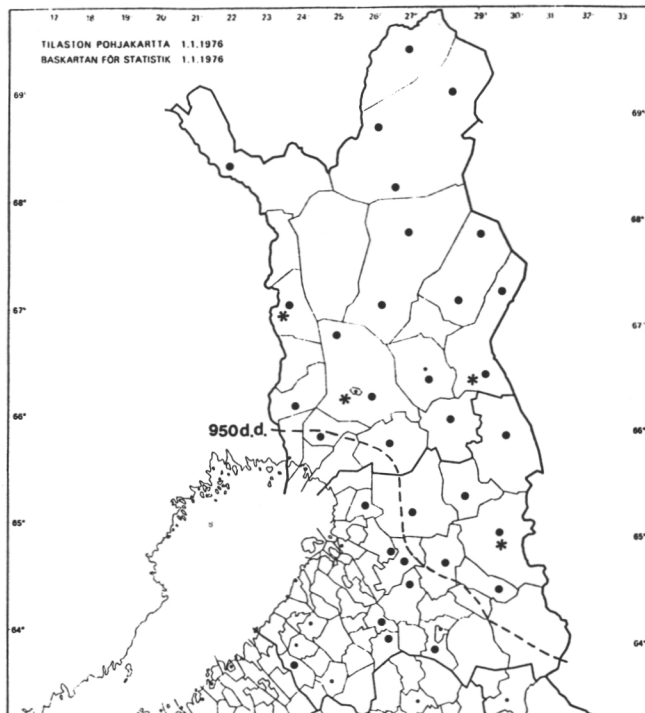 17 18 19 20 21 22 23 24 25 26 27 28 29 30 31 33
TILASTON POHJAKARTTA 1.1.1976
BASKARTAN FÖR STATISTIK 1.1.1976
69° 69°
68° 68°
67° 67°
66° 66°
950d.d.
65° 65°
64° 64°